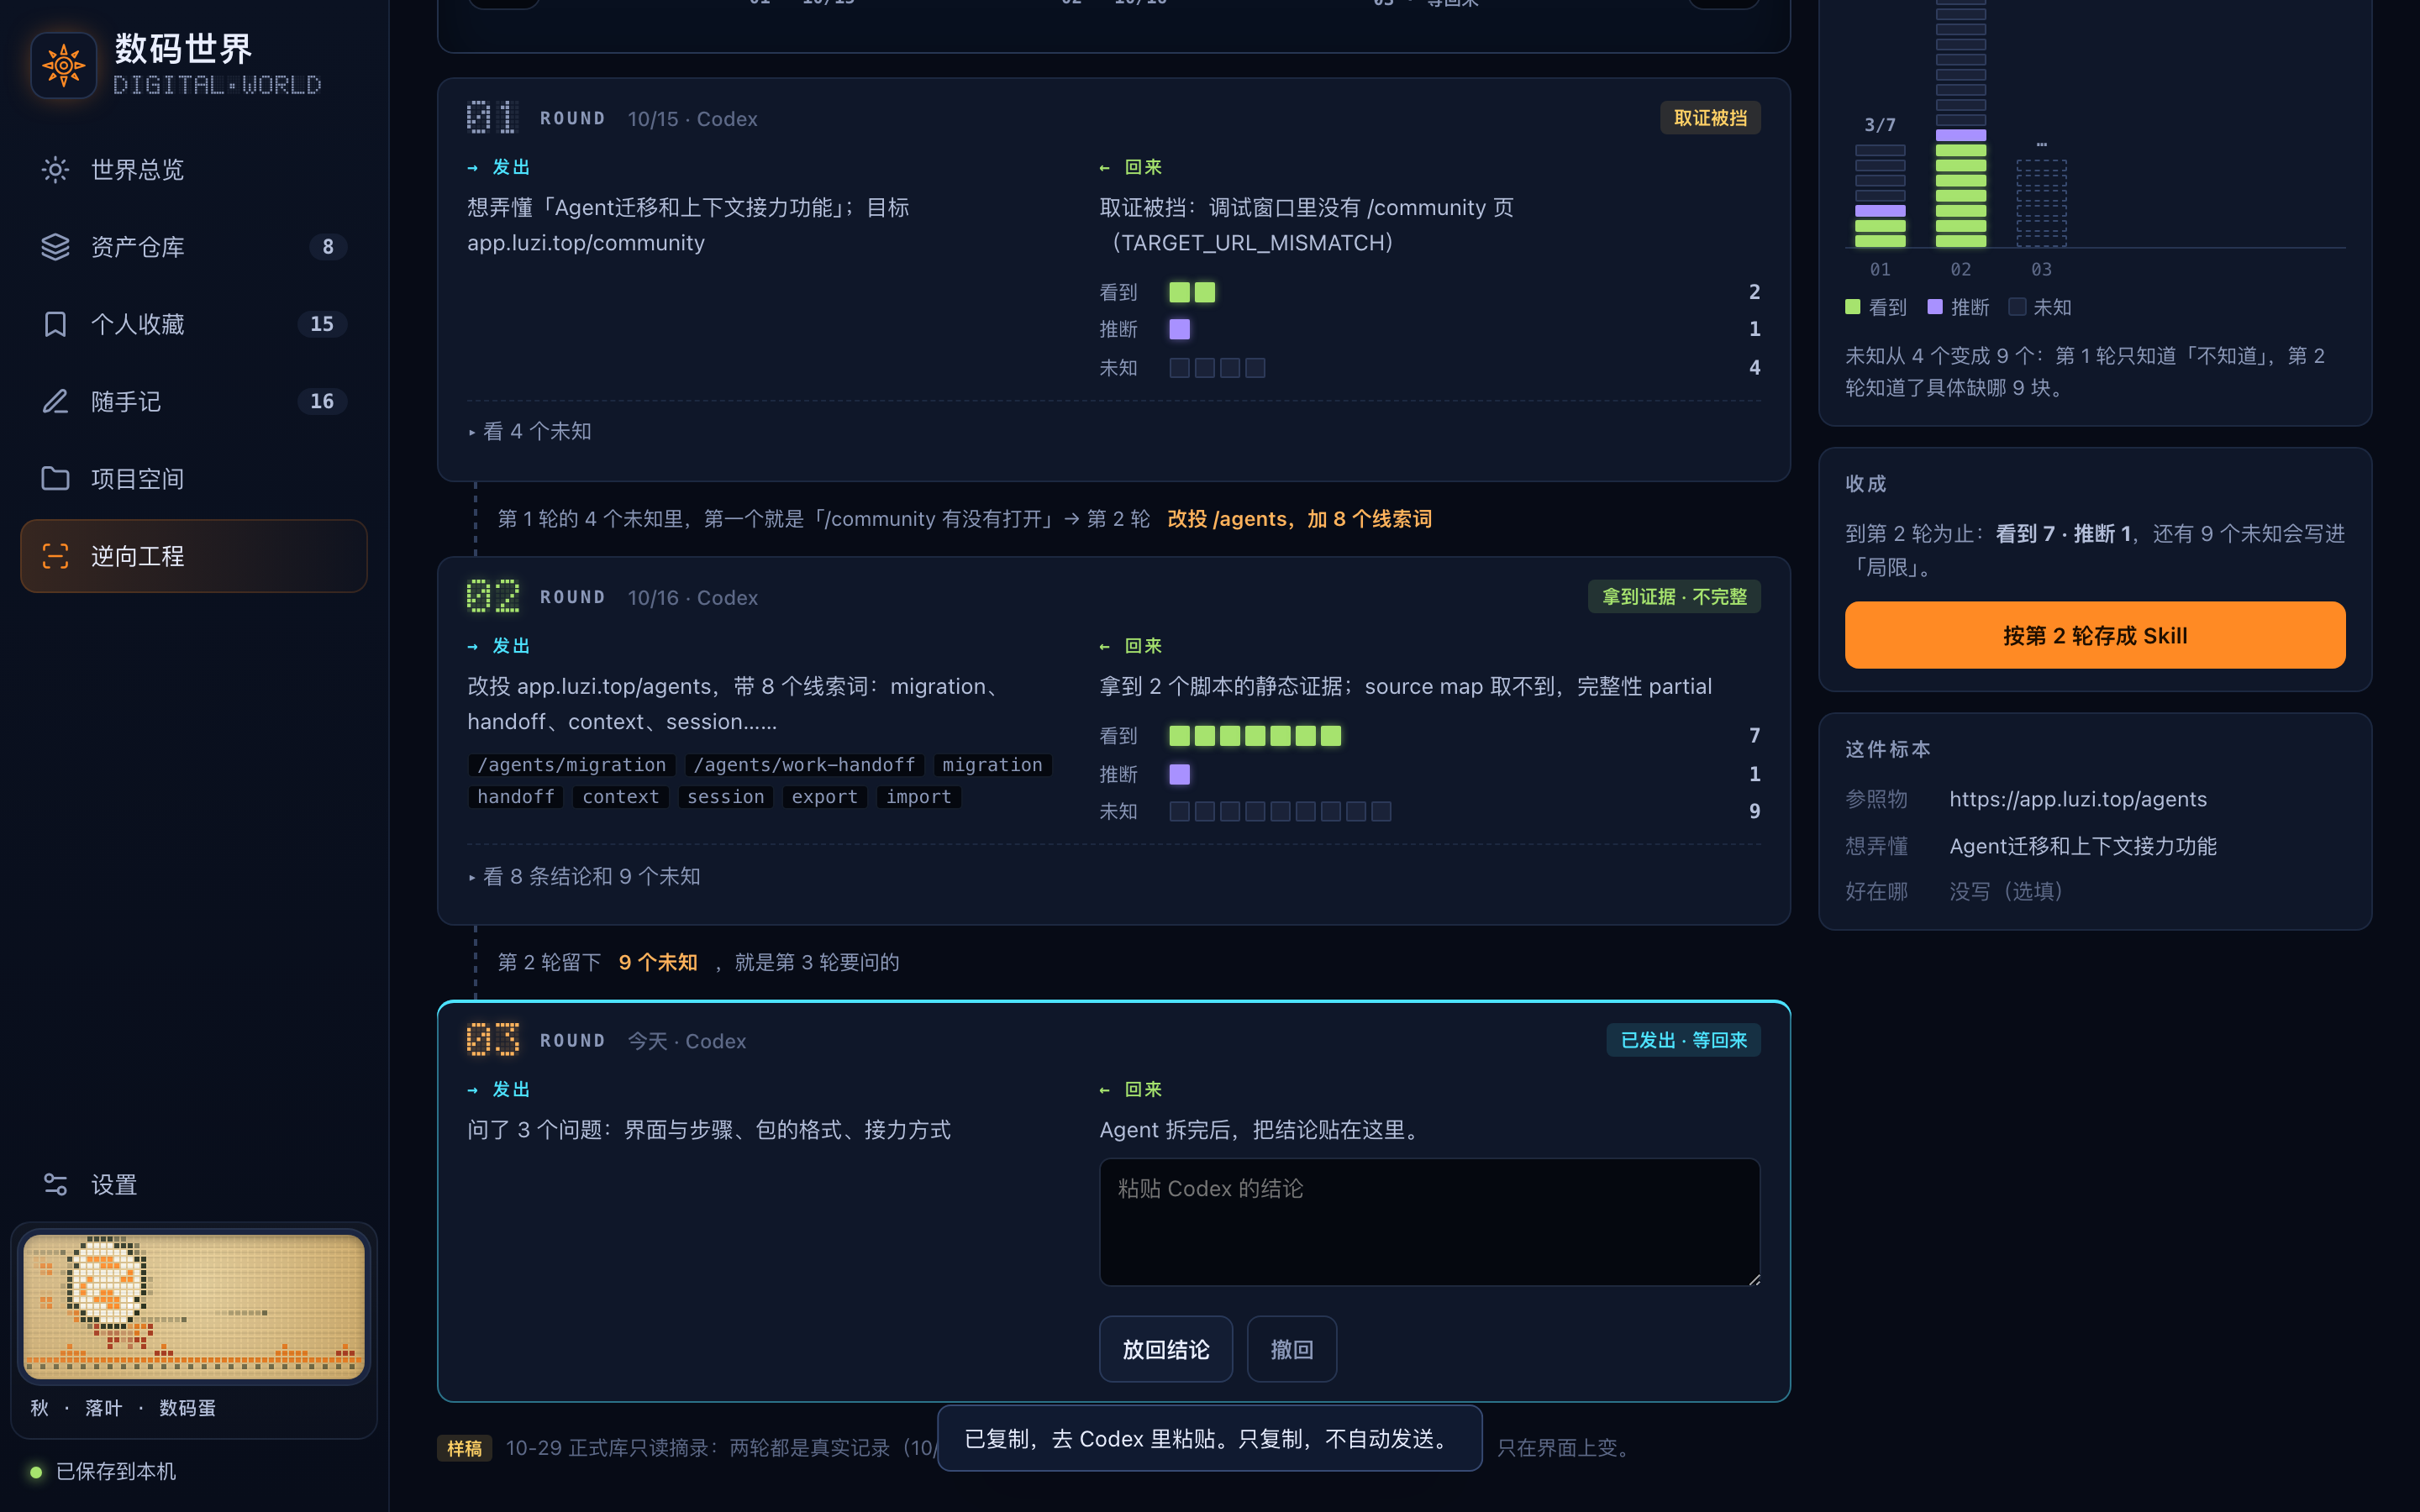 数码世界
DIGITAL·WORLD
世界总览
资产仓库 8
个人收藏 15
随手记 16
项目空间
逆向工程
设置
秋 · 落叶 · 数码蛋
已保存到本机
01 ROUND 10/15 · Codex 取证被挡
→ 发出
想弄懂「Agent迁移和上下文接力功能」；目标
app.luzi.top/community
← 回来
取证被挡：调试窗口里没有 /community 页
（TARGET_URL_MISMATCH）
看到 2
推断 1
未知 4
▸ 看 4 个未知
第 1 轮的 4 个未知里，第一个就是「/community 有没有打开」→ 第 2 轮 改投 /agents，加 8 个线索词
02 ROUND 10/16 · Codex 拿到证据 · 不完整
→ 发出
改投 app.luzi.top/agents，带 8 个线索词：migration、
handoff、context、session……
/agents/migration /agents/work-handoff migration
handoff context session export import
← 回来
拿到 2 个脚本的静态证据；source map 取不到，完整性 partial
看到 7
推断 1
未知 9
▸ 看 8 条结论和 9 个未知
第 2 轮留下 9 个未知 ，就是第 3 轮要问的
03 ROUND 今天 · Codex 已发出 · 等回来
→ 发出
问了 3 个问题：界面与步骤、包的格式、接力方式
← 回来
Agent 拆完后，把结论贴在这里。
粘贴 Codex 的结论
放回结论 撤回
样稿 10-29 正式库只读摘录：两轮都是真实记录（10/
已复制，去 Codex 里粘贴。只复制，不自动发送。
只在界面上变。
3/7 …
01 02 03
看到 推断 未知
未知从 4 个变成 9 个：第 1 轮只知道「不知道」，第 2
轮知道了具体缺哪 9 块。
收成
到第 2 轮为止：看到 7 · 推断 1，还有 9 个未知会写进
「局限」。
按第 2 轮存成 Skill
这件标本
参照物 https://app.luzi.top/agents
想弄懂 Agent迁移和上下文接力功能
好在哪 没写（选填）